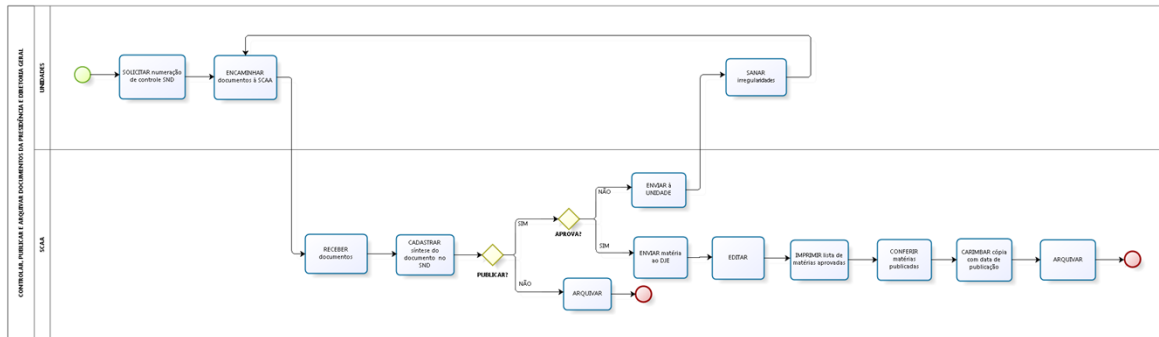 CONTROLAR, PUBLICAR E ARQUIVAR DOCUMENTOS DA PRESIDÊNCIA E DIRETORIA GERAL
UNIDADES
SOLICITAR numeração
de controle SND
ENCAMINHAR
documentos à SCAA
SANAR
irregularidades
SCAA
RECEBER
documentos
CADASTRAR
síntese do
documento no
SND
PUBLICAR?
SIM
NÃO
APROVA?
NÃO
SIM
ENVIAR à
UNIDADE
ENVIAR matéria
ao DJE
EDITAR
IMPRIMIR lista de
matérias aprovadas
CONFERIR
matérias
publicadas
CARIMBAR cópia
com data de
publicação
ARQUIVAR
ARQUIVAR